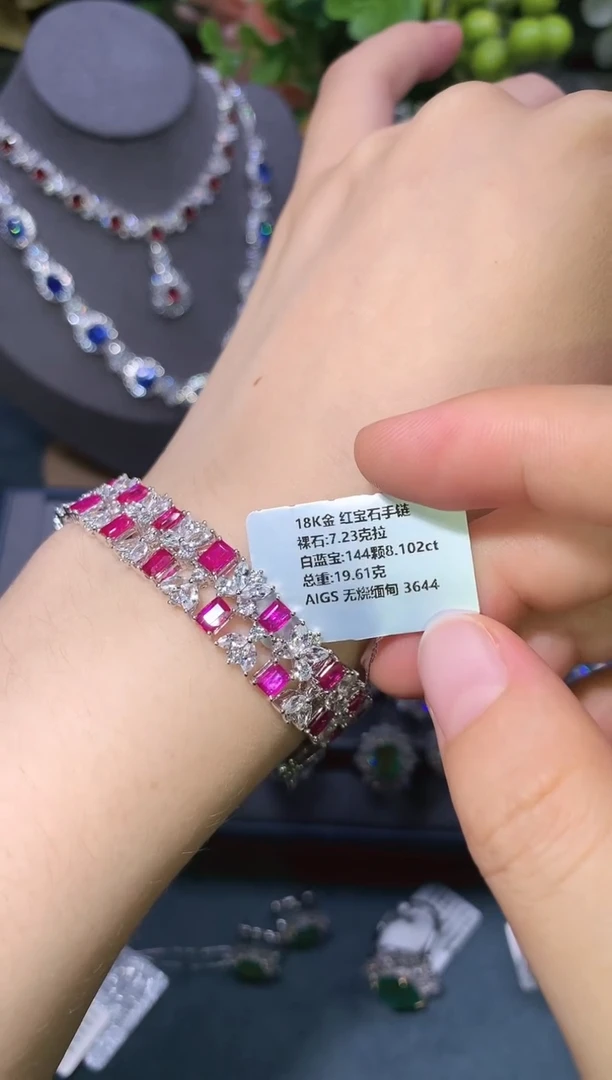 18K金 红宝石手链
裸石:7.23克拉
白蓝宝:144颗8.102ct
总重:19.61克
AIGS 无烧缅甸 3644